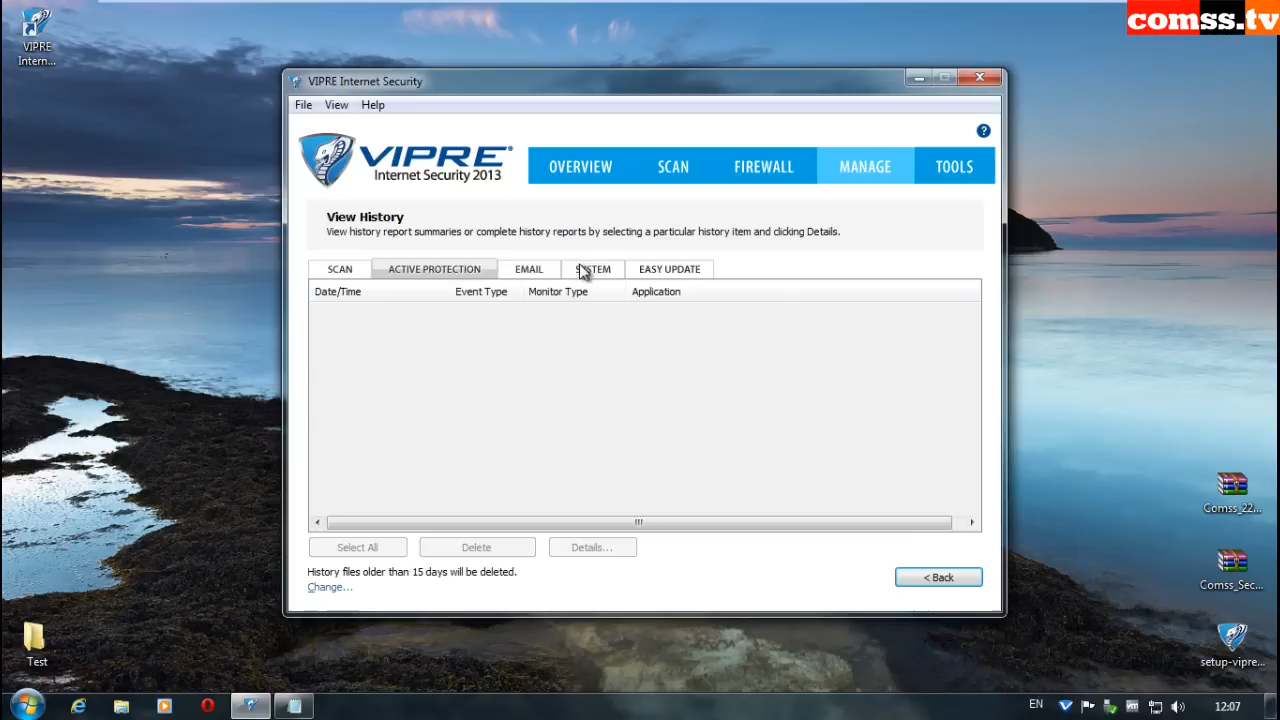 comss.tv
VIPRE
Intern...
VIPRE Internet Security
File View Help
VIPRE®
Internet Security 2013
OVERVIEW SCAN FIREWALL MANAGE TOOLS
View History
View history report summaries or complete history reports by selecting a particular history item and clicking Details.
SCAN ACTIVE PROTECTION EMAIL SYSTEM EASY UPDATE
Date/Time Event Type Monitor Type Application
Select All Delete Details...
History files older than 15 days will be deleted.
Change...
< Back
Comss_22...
Comss_Sec...
setup-vipre...
Test
EN 12:07